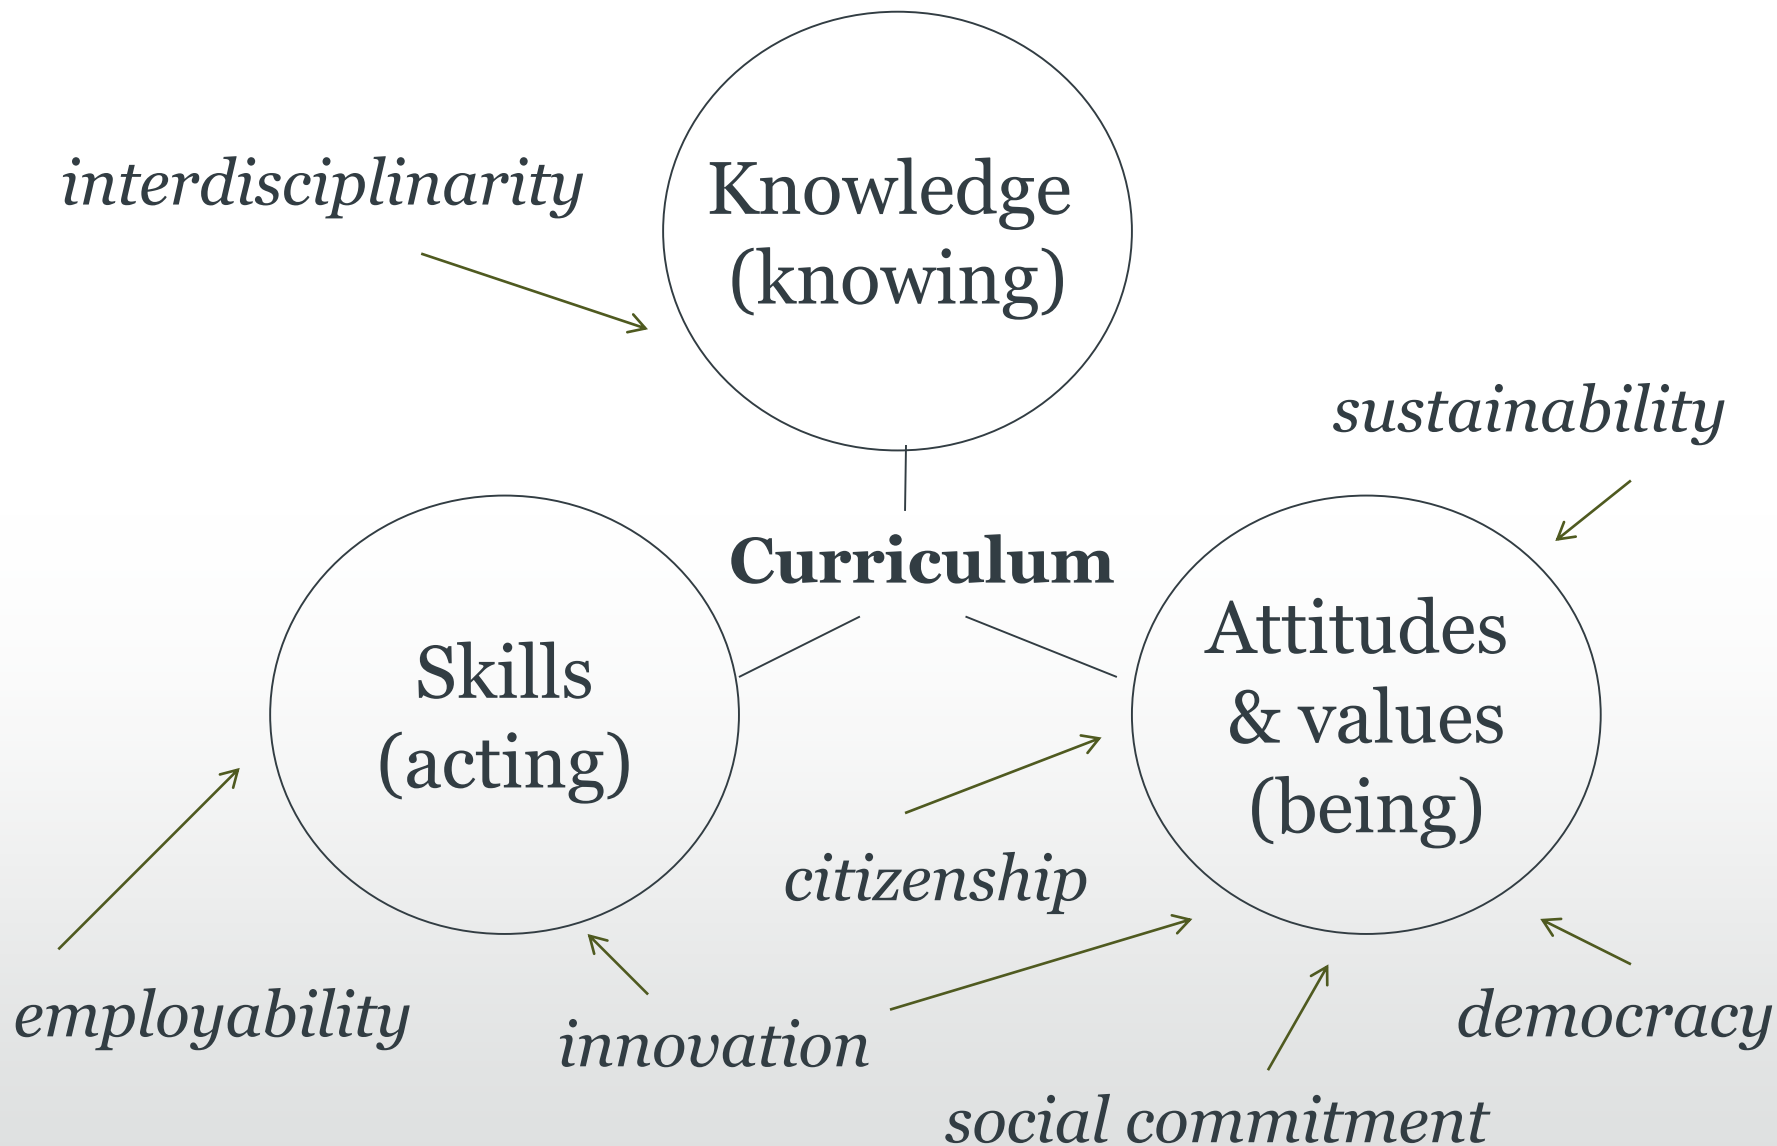 interdisciplinarity
Knowledge
(knowing)
sustainability
Curriculum
Skills
(acting)
Attitudes
& values
(being)
citizenship
employability
innovation
democracy
social commitment